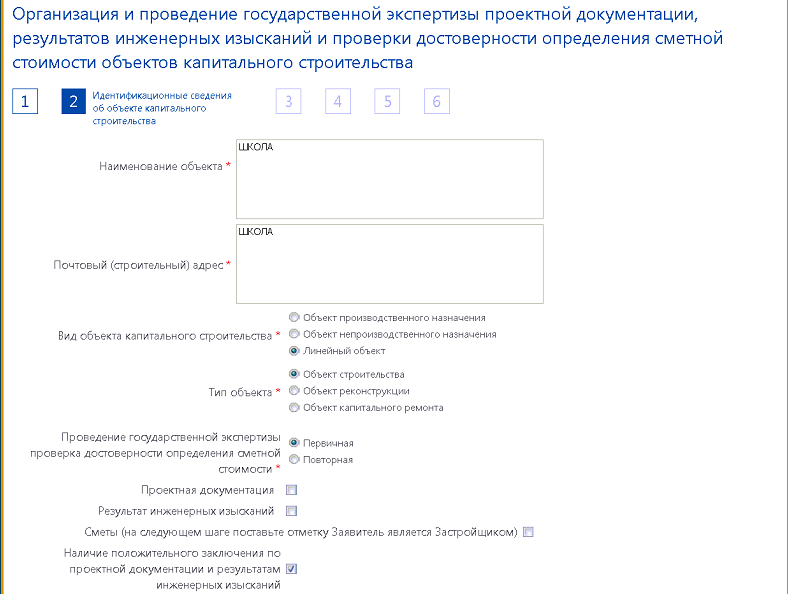 Организация и проведение государственной экспертизы проектной документации,
результатов инженерных изысканий и проверки достоверности определения сметной
стоимости объектов капитального строительства
1
2
Идентификационные сведения
об объекте капитального
строительства
3
4
5
6
Наименование объекта *
ШКОЛА
Почтовый (строительный) адрес *
ШКОЛА
Вид объекта капитального строительства *
Объект производственного назначения
Объект непроизводственного назначения
Линейный объект
Тип объекта *
Объект строительства
Объект реконструкции
Объект капитального ремонта
Проведение государственной экспертизы
проверка достоверности определения сметной
стоимости *
Первичная
Повторная
Проектная документация
Результат инженерных изысканий
Сметы (на следующем шаге поставьте отметку Заявитель является Застройщиком)
Наличие положительного заключения по
проектной документации и результатам
инженерных изысканий